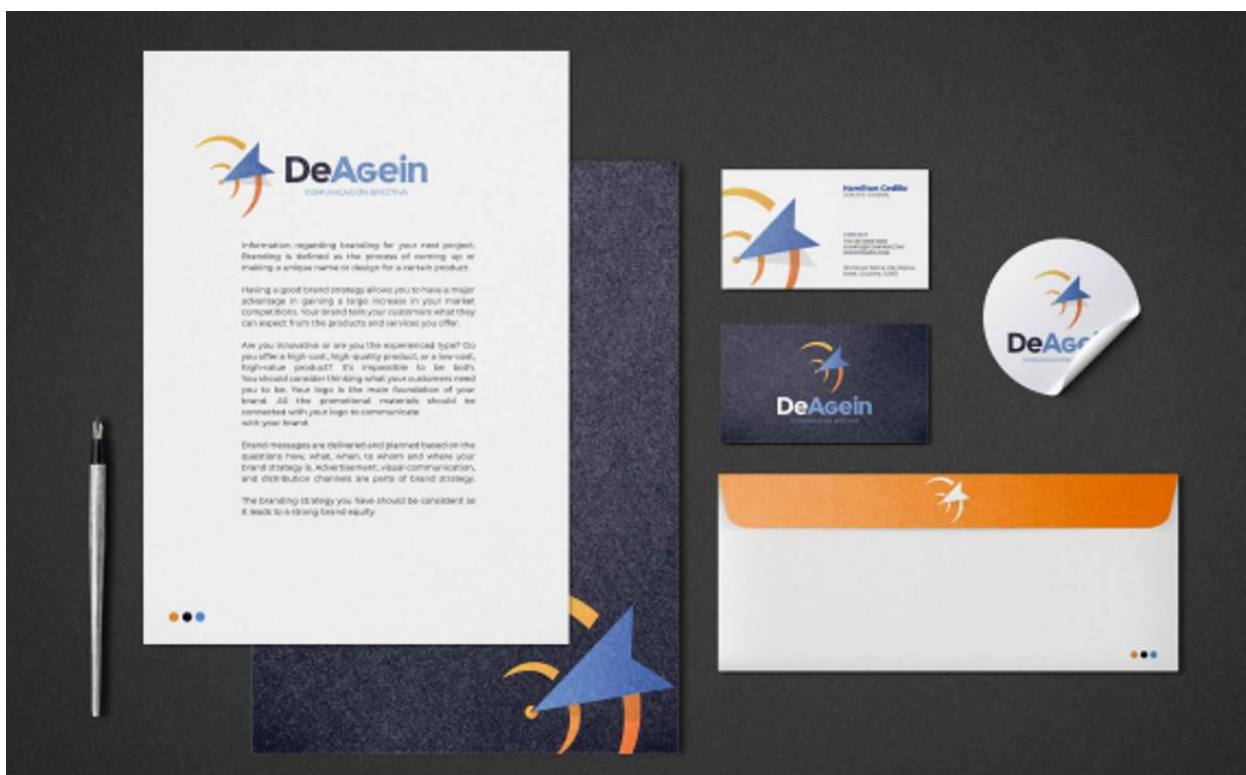 DeAgein
COMUNICACIÓN EFECTIVA
Information regarding branding for your next project.
Branding is defined as the process of coming up or
making a unique name or design for a certain product.
Having a good brand strategy allows you to have a major
advantage in gaining a large increase in your market
competitions. Your brand tells your customers what they
can expect from the products and services you offer.
Are you innovative or are you the experienced type? Do
you offer a high-cost, high-quality product, or a low-cost,
high-value product? It's impossible to be both.
You should consider thinking what your customers need
you to be. Your logo is the main foundation of your
brand. All the promotional materials should be
connected with your logo to communicate
with your brand.
Brand messages are delivered and planned based on the
questions how, what, when, to whom and where your
brand strategy is. Advertisement, visual communication,
and distribution channels are parts of brand strategy.
The branding strategy you have should be consistent as
it leads to a strong brand equity.
Hamilton Cedillo
DeAgein
DeAge